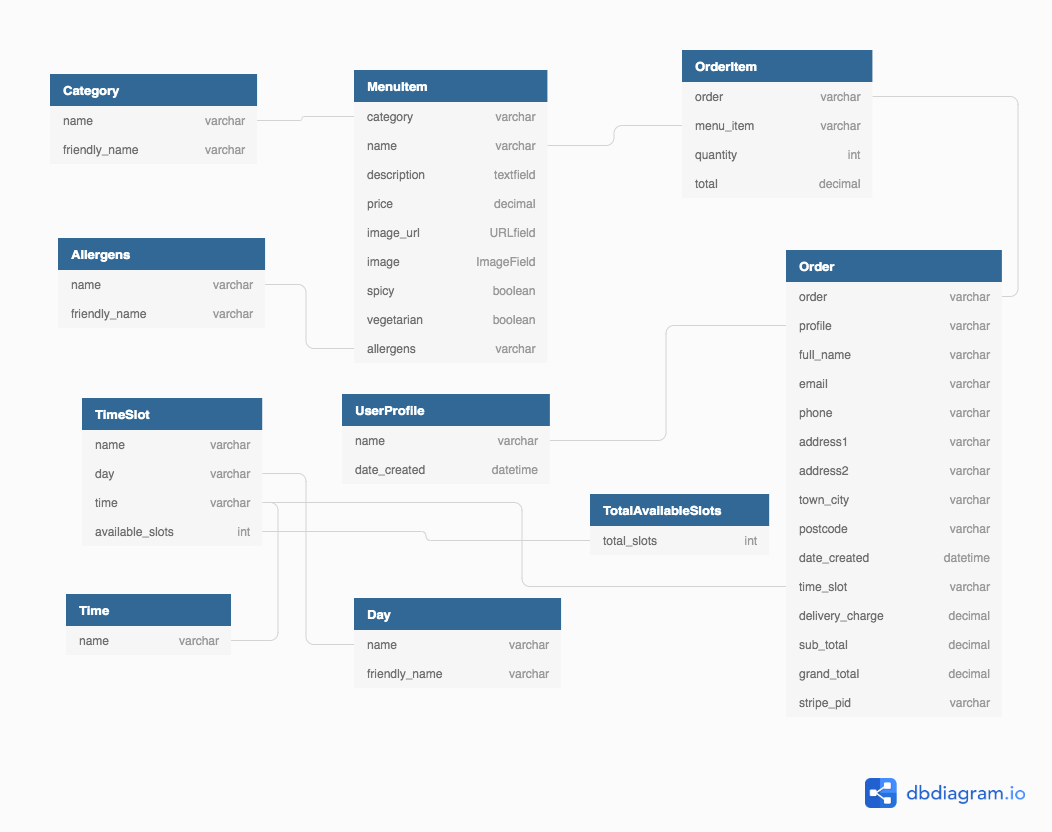 Category
name varchar
friendly_name varchar
MenuItem
category varchar
name varchar
description textfield
price decimal
image_url URLfield
image ImageField
spicy boolean
vegetarian boolean
allergens varchar
OrderItem
order varchar
menu_item varchar
quantity int
total decimal
Allergens
name varchar
friendly_name varchar
Order
order varchar
profile varchar
full_name varchar
email varchar
phone varchar
address1 varchar
address2 varchar
town_city varchar
postcode varchar
date_created datetime
time_slot varchar
delivery_charge decimal
sub_total decimal
grand_total decimal
stripe_pid varchar
TimeSlot
name varchar
day varchar
time varchar
available_slots int
UserProfile
name varchar
date_created datetime
TotalAvailableSlots
total_slots int
Time
name varchar
Day
name varchar
friendly_name varchar
dbdiagram.io